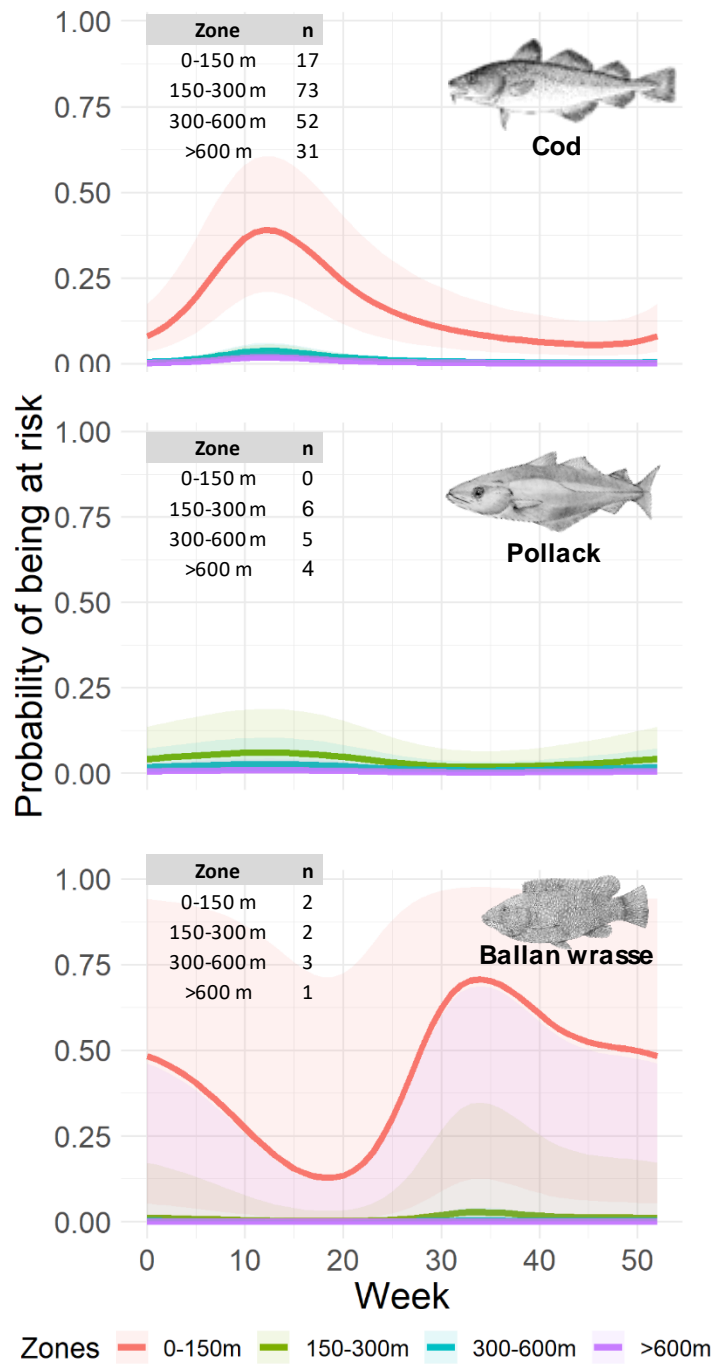 1.00
0.75
0.50
0.25
0.00
Zone n
0-150 m 17
150-300 m 73
300-600 m 52
>600 m 31
Cod
Probability of being at risk
1.00
0.75
0.50
0.25
0.00
Zone n
0-150 m 0
150-300 m 6
300-600 m 5
>600 m 4
Pollack
1.00
0.75
0.50
0.25
0.00
Zone n
0-150 m 2
150-300 m 2
300-600 m 3
>600 m 1
Ballan wrasse
0 10 20 30 40 50
Week
Zones 0-150m 150-300m 300-600m >600m